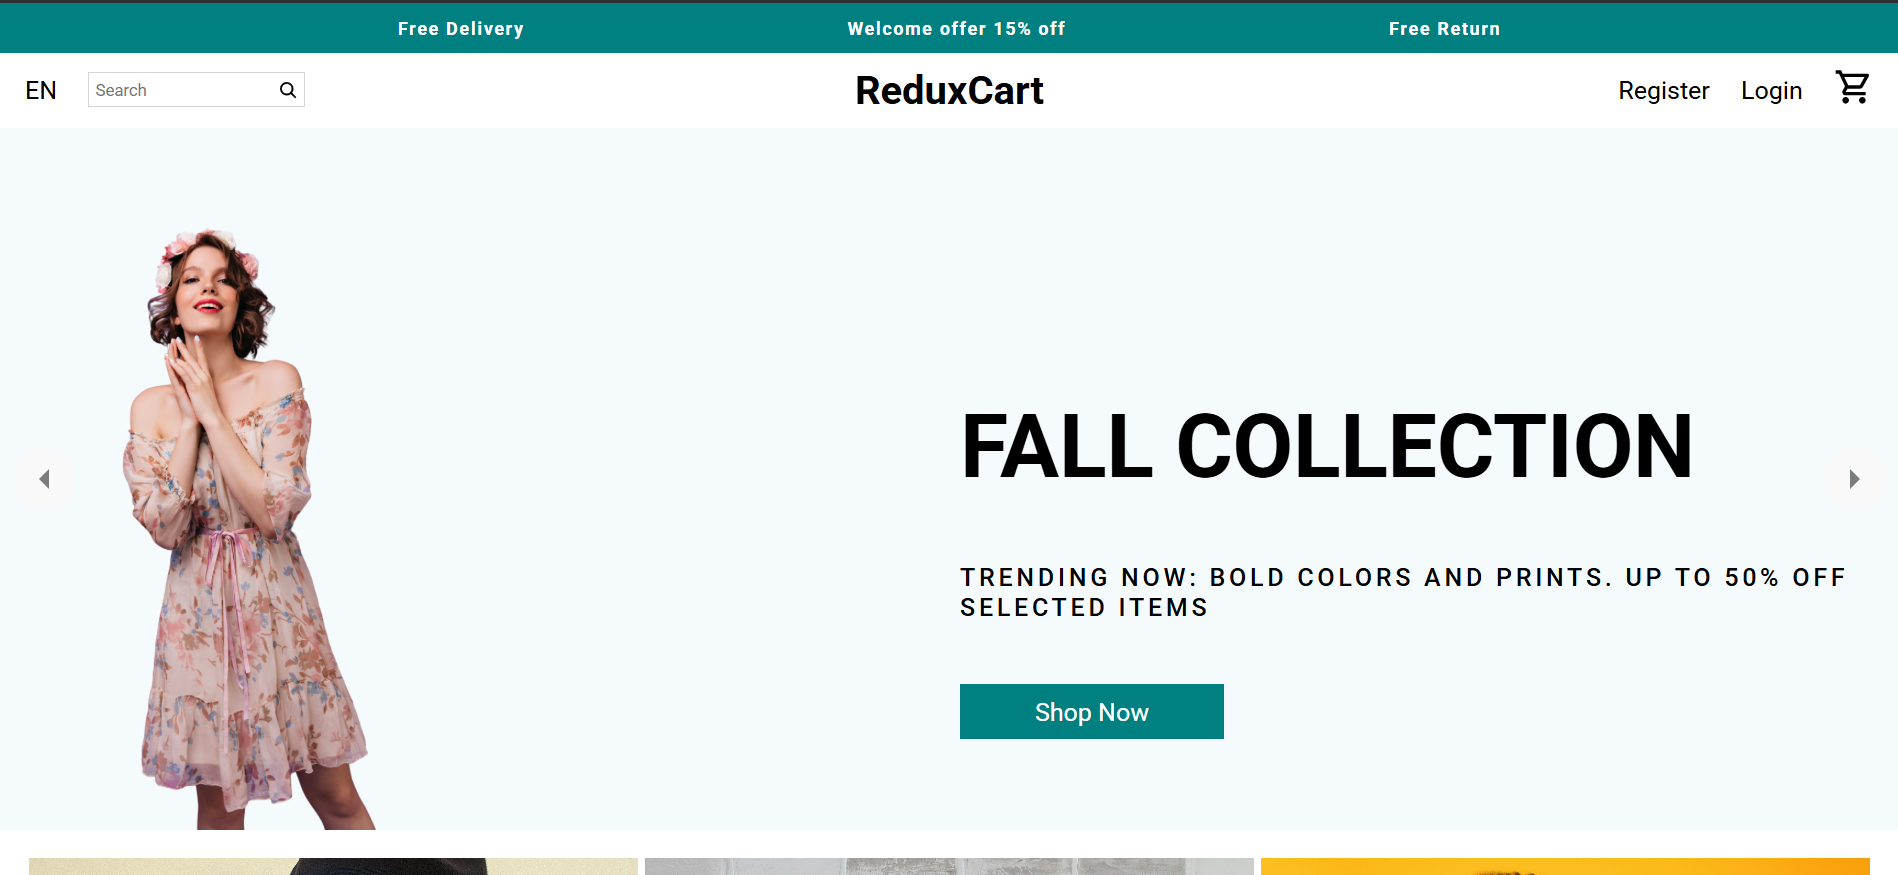 Free Delivery
Welcome offer 15% off
Free Return
EN
Search
ReduxCart
Register
Login
FALL COLLECTION
TRENDING NOW: BOLD COLORS AND PRINTS. UP TO 50% OFF
SELECTED ITEMS
Shop Now